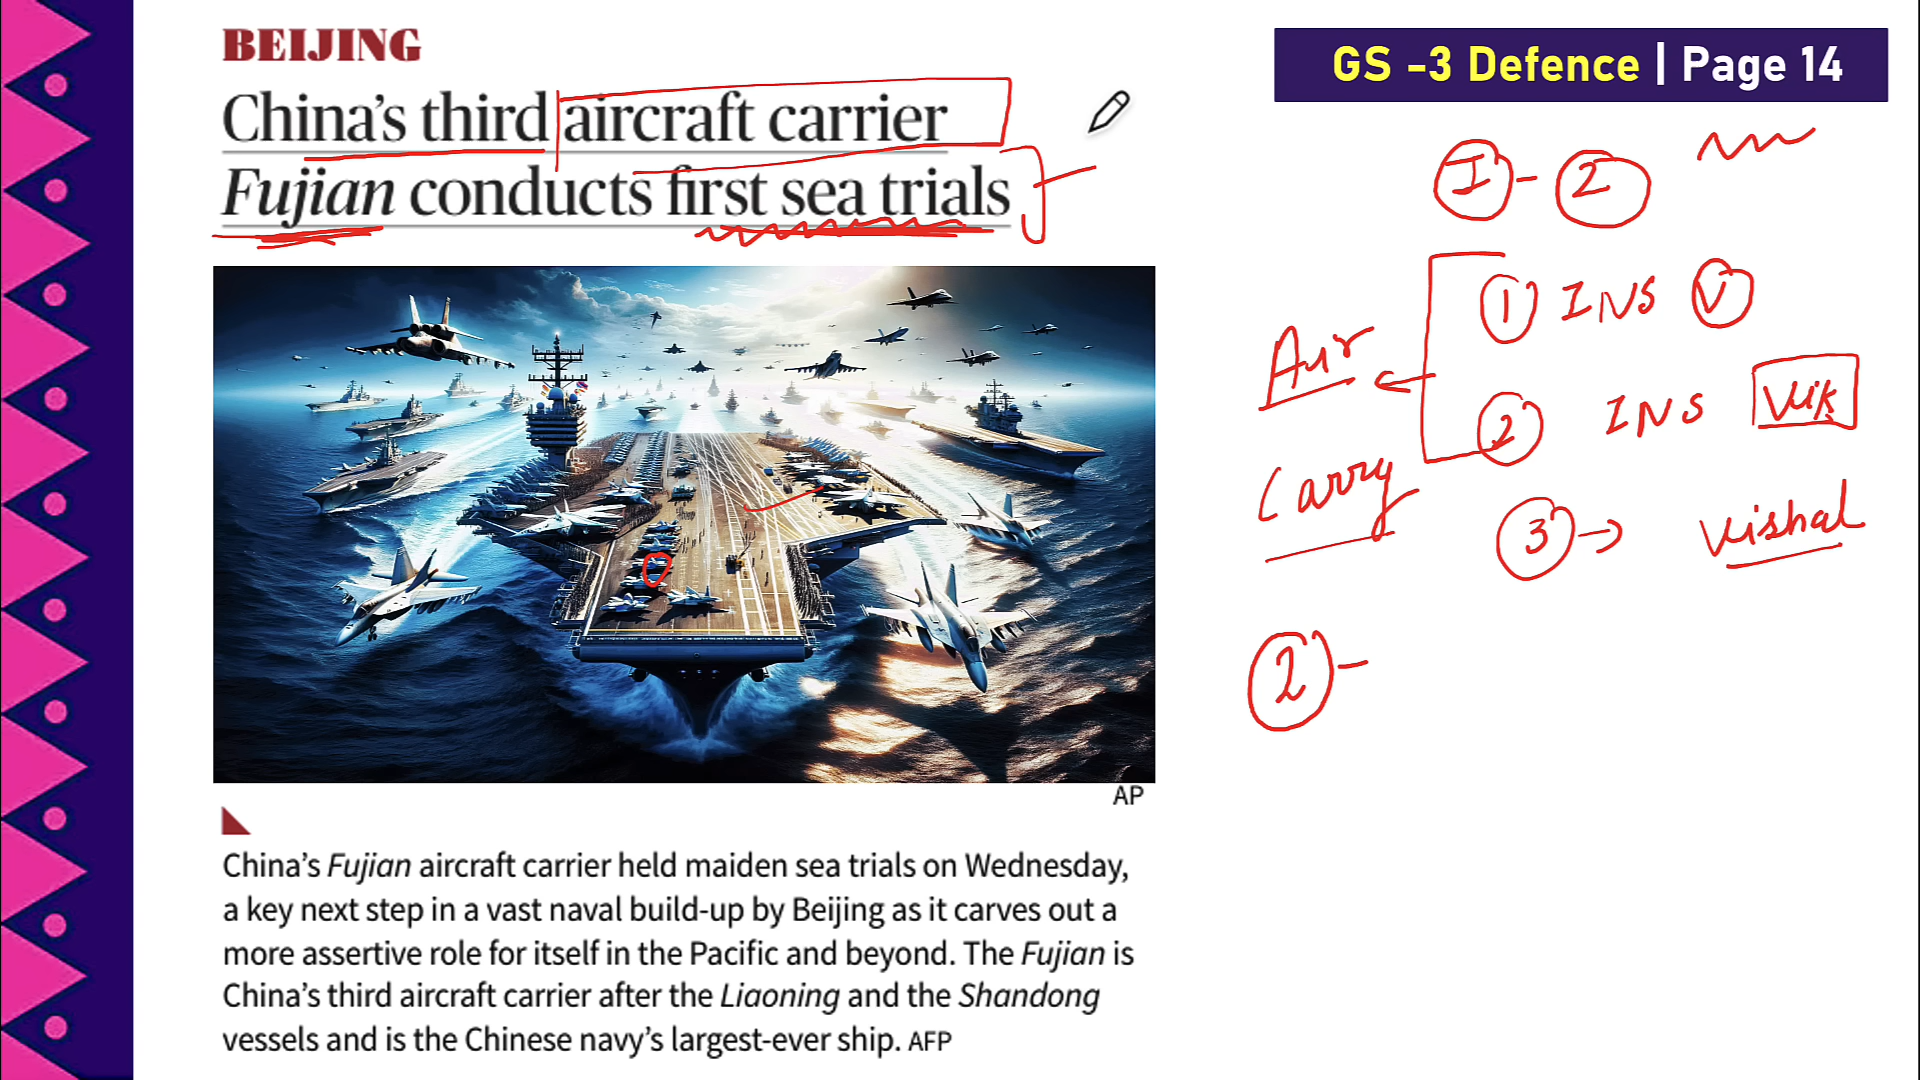 BEIJING
China’s third aircraft carrier
Fujian conducts first sea trials
AP
China’s Fujian aircraft carrier held maiden sea trials on Wednesday,
a key next step in a vast naval build-up by Beijing as it carves out a
more assertive role for itself in the Pacific and beyond. The Fujian is
China’s third aircraft carrier after the Liaoning and the Shandong
vessels and is the Chinese navy’s largest-ever ship. AFP
GS -3 Defence | Page 14
I - 2
1 INS V
Air
2 INS Vik
Carry
3 → Vishal
2 -